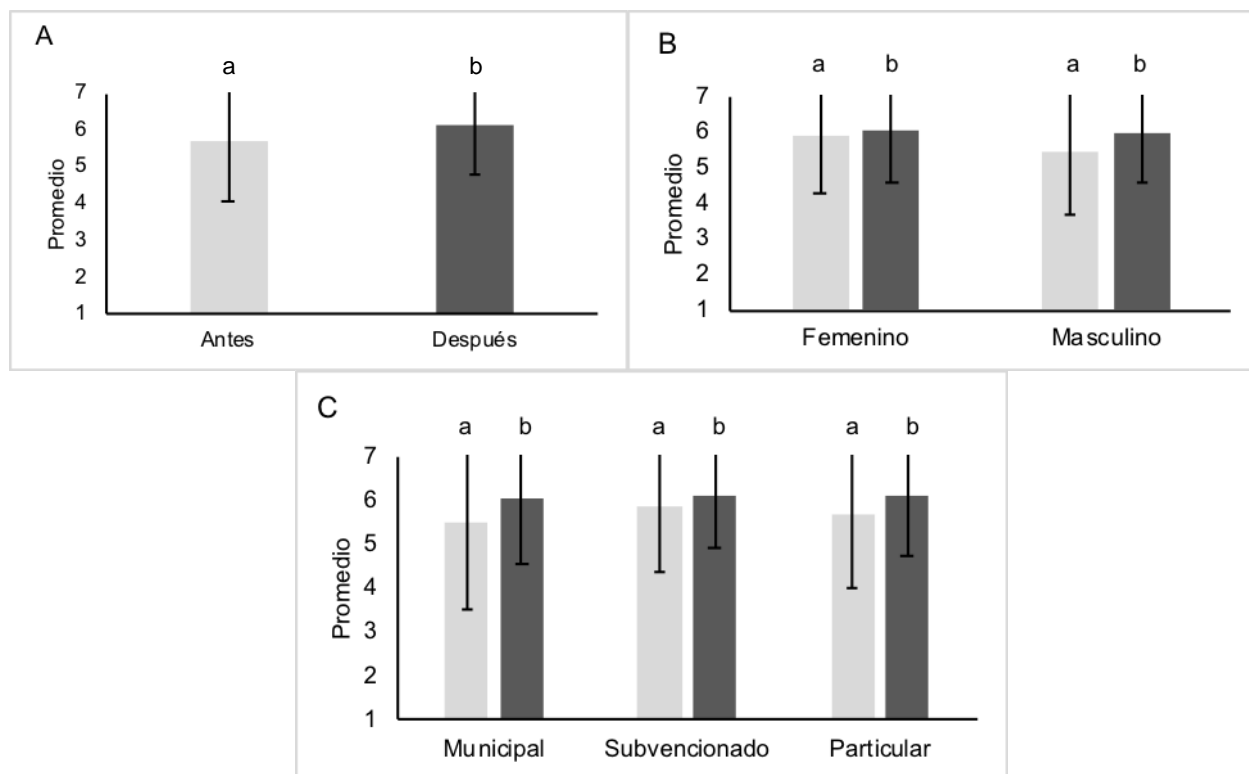 A
a
b
7
6
5
4
3
2
1
Promedio
Antes
Después
B
a
b
a
b
7
6
5
4
3
2
1
Promedio
Femenino
Masculino
C
a
b
a
b
a
b
7
6
5
4
3
2
1
Promedio
Municipal
Subvencionado
Particular